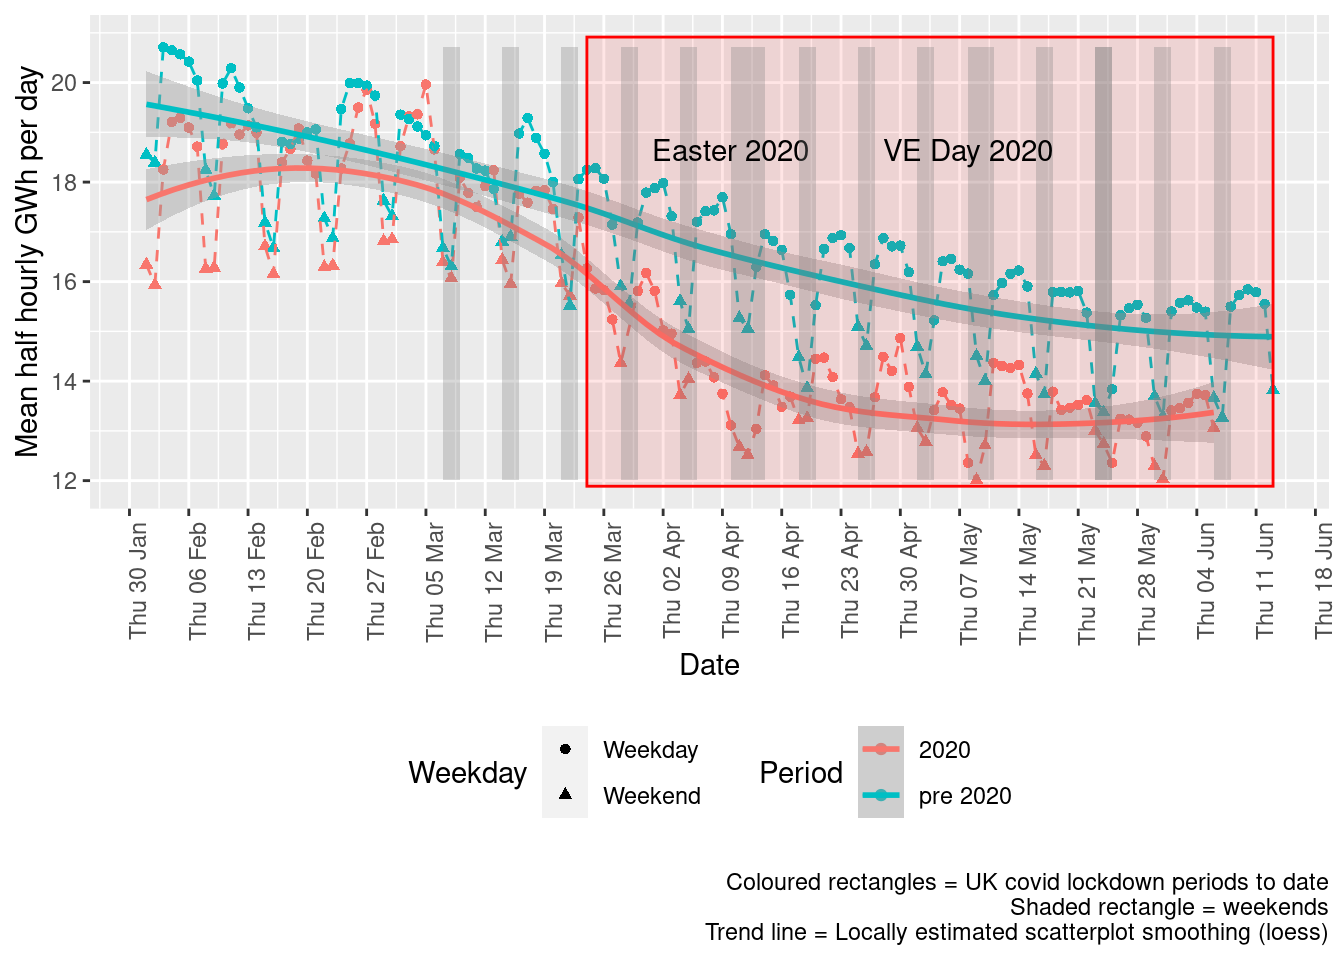 Mean half hourly GWh per day
20
18
16
14
12
Easter 2020
VE Day 2020
Thu 30 Jan
Thu 06 Feb
Thu 13 Feb
Thu 20 Feb
Thu 27 Feb
Thu 05 Mar
Thu 12 Mar
Thu 19 Mar
Thu 26 Mar
Thu 02 Apr
Thu 09 Apr
Thu 16 Apr
Thu 23 Apr
Thu 30 Apr
Thu 07 May
Thu 14 May
Thu 21 May
Thu 28 May
Thu 04 Jun
Thu 11 Jun
Thu 18 Jun
Date
Weekday
Weekday
Weekend
Period
2020
pre 2020
Coloured rectangles = UK covid lockdown periods to date
Shaded rectangle = weekends
Trend line = Locally estimated scatterplot smoothing (loess)